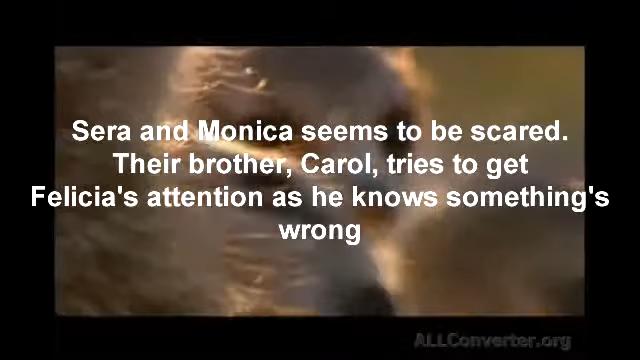 Sera and Monica seems to be scared.
Their brother, Carol, tries to get
Felicia's attention as he knows something's
wrong
ALLConverter.org